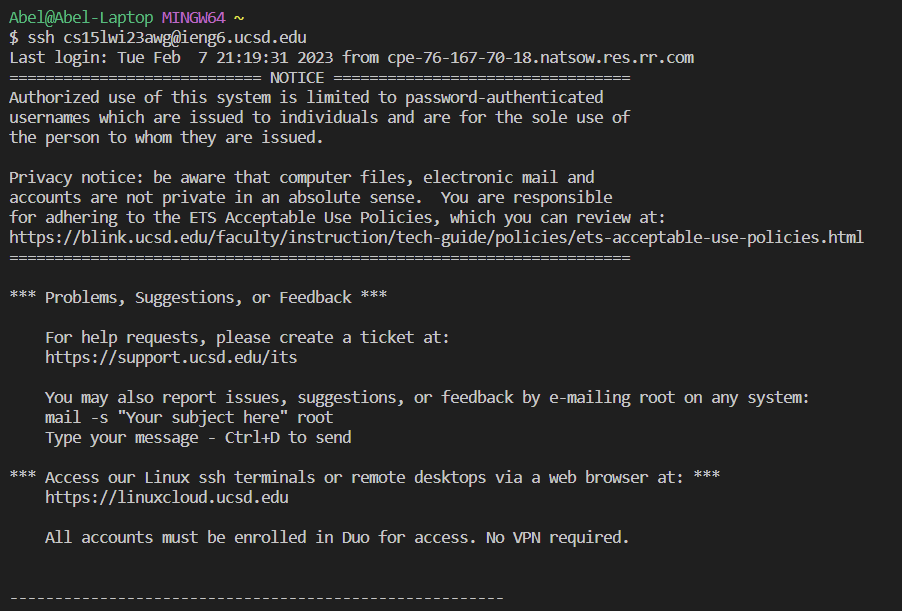 Abel@Abel-Laptop MINGW64 ~
$ ssh cs15lwi23awg@ieng6.ucsd.edu
Last login: Tue Feb  7 21:19:31 2023 from cpe-76-167-70-18.natsow.res.rr.com
============================ NOTICE =================================
Authorized use of this system is limited to password-authenticated
usernames which are issued to individuals and are for the sole use of
the person to whom they are issued.

Privacy notice: be aware that computer files, electronic mail and
accounts are not private in an absolute sense.  You are responsible
for adhering to the ETS Acceptable Use Policies, which you can review at:
https://blink.ucsd.edu/faculty/instruction/tech-guide/policies/ets-acceptable-use-policies.html
=====================================================================

*** Problems, Suggestions, or Feedback ***

    For help requests, please create a ticket at:
    https://support.ucsd.edu/its

    You may also report issues, suggestions, or feedback by e-mailing root on any system:
    mail -s "Your subject here" root
    Type your message - Ctrl+D to send

*** Access our Linux ssh terminals or remote desktops via a web browser at: ***
    https://linuxcloud.ucsd.edu

    All accounts must be enrolled in Duo for access. No VPN required.


-------------------------------------------------------